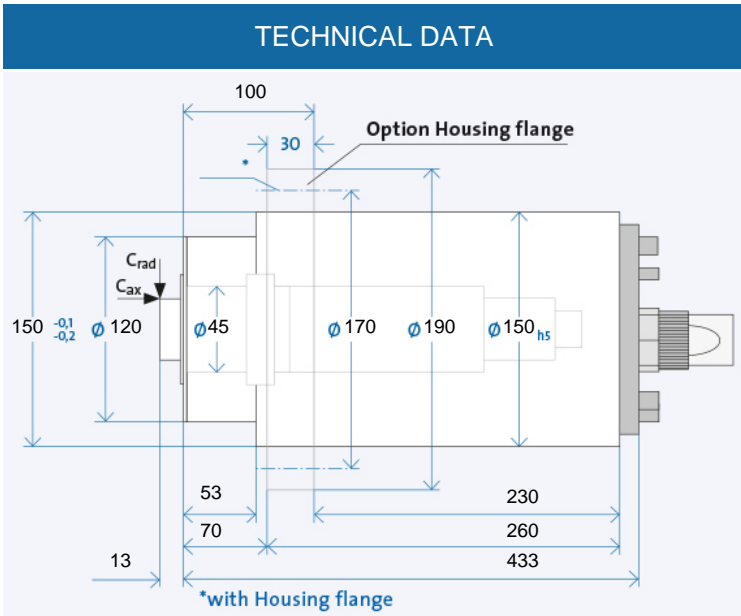 TECHNICAL DATA
100
30
Option Housing flange
*
Crad
Cax
150 -0,1 -0,2
ø 120
ø 45
ø 170
ø 190
ø 150 h5
53
230
70
260
13
433
*with Housing flange